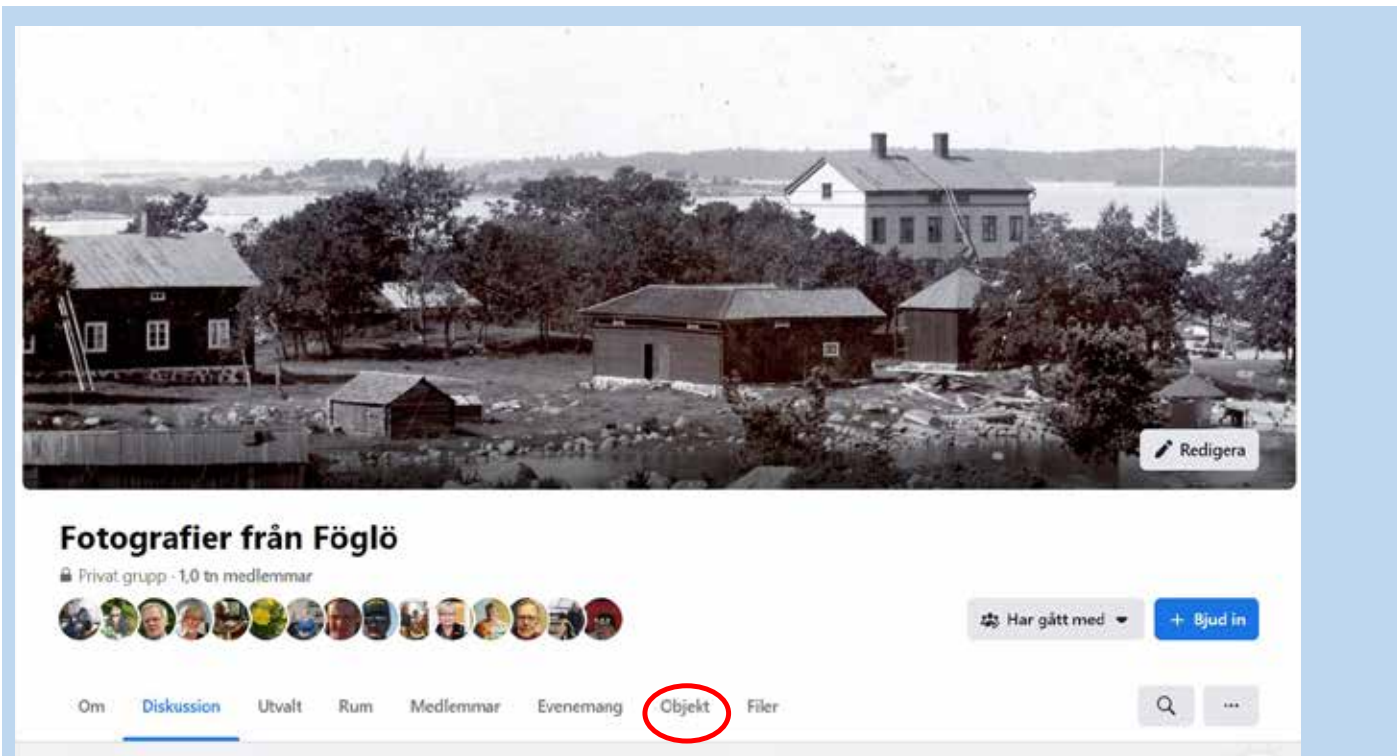 Redigera
Fotografier från Föglö
Privat grupp · 1,0 tn medlemmar
Har gått med
+ Bjud in
Om Diskussion Utvalt Rum Medlemmar Evenemang Objekt Filer